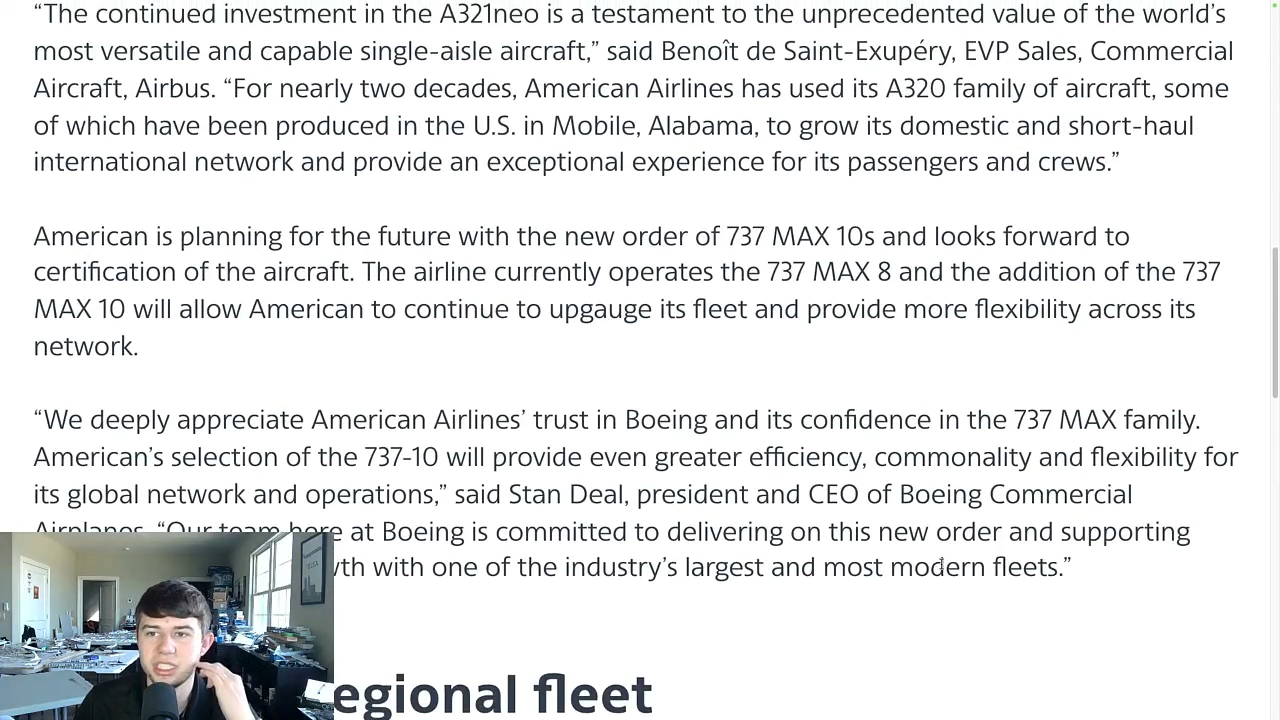 “The continued investment in the A321neo is a testament to the unprecedented value of the world’s
most versatile and capable single-aisle aircraft,” said Benoît de Saint-Exupéry, EVP Sales, Commercial
Aircraft, Airbus. “For nearly two decades, American Airlines has used its A320 family of aircraft, some
of which have been produced in the U.S. in Mobile, Alabama, to grow its domestic and short-haul
international network and provide an exceptional experience for its passengers and crews.”
American is planning for the future with the new order of 737 MAX 10s and looks forward to
certification of the aircraft. The airline currently operates the 737 MAX 8 and the addition of the 737
MAX 10 will allow American to continue to upgauge its fleet and provide more flexibility across its
network.
“We deeply appreciate American Airlines’ trust in Boeing and its confidence in the 737 MAX family.
American’s selection of the 737-10 will provide even greater efficiency, commonality and flexibility for
its global network and operations,” said Stan Deal, president and CEO of Boeing Commercial
Airplanes. “Our team here at Boeing is committed to delivering on this new order and supporting
with one of the industry’s largest and most modern fleets.”
egional fleet